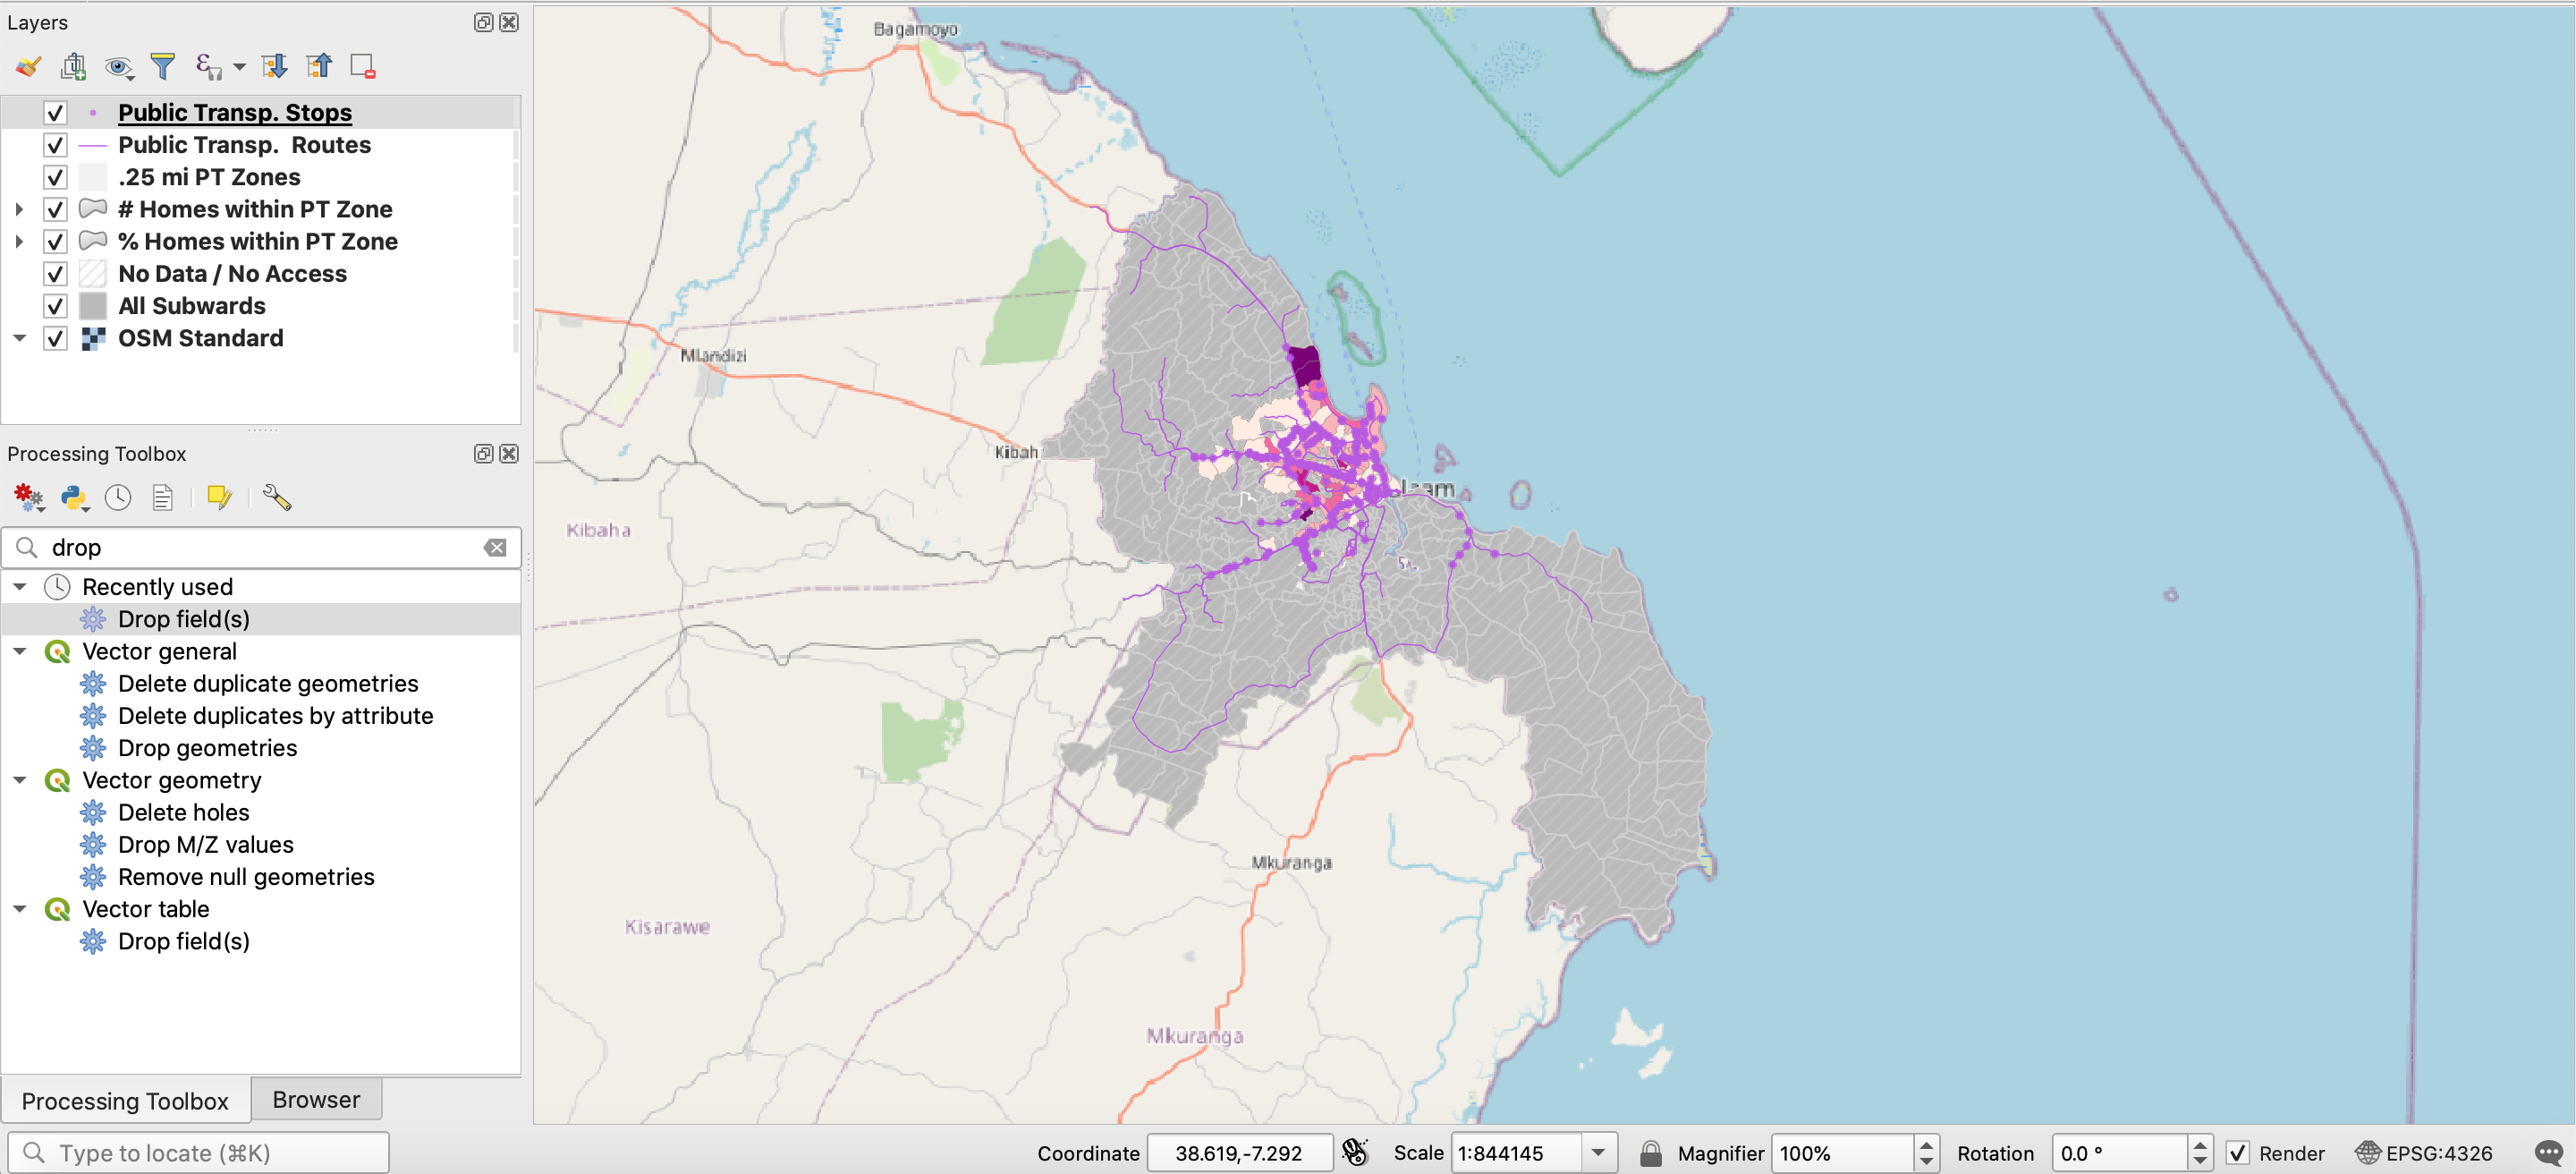 Layers
Public Transp. Stops
Public Transp.  Routes
.25 mi PT Zones
# Homes within PT Zone
% Homes within PT Zone
No Data / No Access
All Subwards
OSM Standard
Processing Toolbox
drop
Recently used
Drop field(s)
Vector general
Delete duplicate geometries
Delete duplicates by attribute
Drop geometries
Vector geometry
Delete holes
Drop M/Z values
Remove null geometries
Vector table
Drop field(s)
Processing Toolbox
Browser
Bagamoyo
Mlandizi
Kibah
Kibaha
laam
Mkuranga
Kisarawe
Mkuranga
Type to locate (⌘K)
Coordinate 38.619,-7.292 Scale 1:844145 Magnifier 100% Rotation 0.0 ° Render EPSG:4326